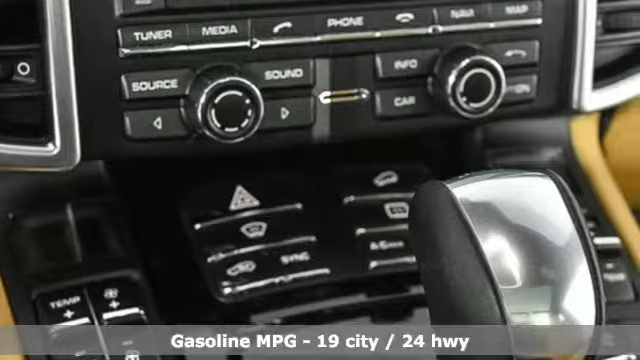 TUNER MEDIA PHONE NAVI MAP
SOURCE SOUND INFO
CAR
SYNC
TEMP
Gasoline MPG - 19 city / 24 hwy